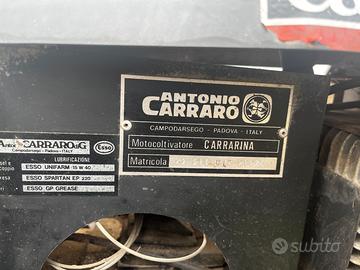 ANTONIO
CARRARO
CAMPODARSEGO - PADOVA - ITALY
Motocoltivatore CARRARINA
Matricola
CARRARO
Campodarsego - Padova - ITALY
LUBRIFICAZIONE
ESSO UNIFARM 15 W 40
ESSO SPARTAN EP 220
ESSO GP GREASE
Esso
subito